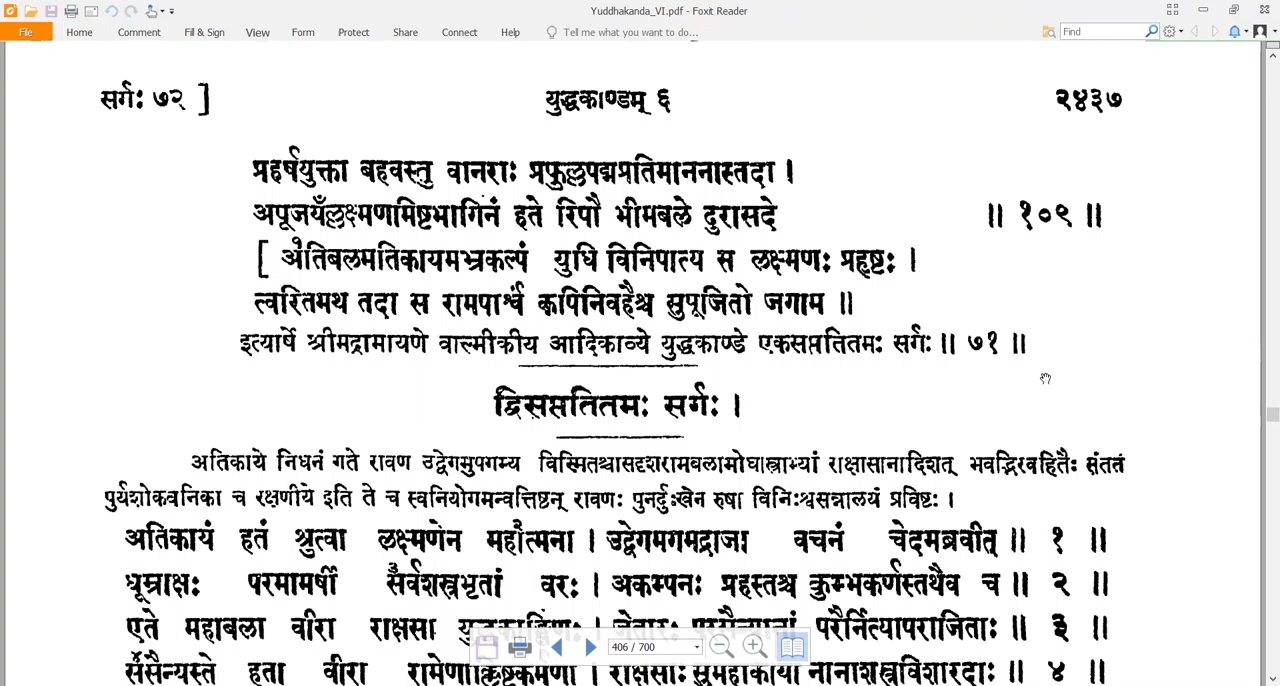 Yuddhakanda_VI.pdf - Foxit Reader
File Home Comment Fill & Sign View Form Protect Share Connect Help Tell me what you want to do... Find
सर्गः ७२ ] युद्धकाण्डम् ६ २४३७
प्रहर्षयुक्ता बहवस्तु वानराः प्रफुल्लपद्मप्रतिमाननास्तदा ।
अपूजयँल्लक्ष्मणमिष्टभागिनं हते रिपौ भीमबले दुरासदे ॥ १०९ ॥
[ अतिबलमतिकायमभ्रकल्पं युधि विनिपात्य स लक्ष्मणः प्रहृष्टः ।
त्वरितमथ तदा स रामपार्श्वं कपिनिवहैश्च सुपूजितो जगाम ॥
इत्यार्षे श्रीमद्रामायणे वाल्मीकीय आदिकाव्ये युद्धकाण्डे एकसप्ततितमः सर्गः ॥ ७१ ॥
द्विसप्ततितमः सर्गः ।
अतिकाये निधनं गते रावण उद्वेगमुपगम्य विस्मितश्चासदृशरामबलामोघास्त्राभ्यां राक्षासानादिशत् भवद्भिरवहितैः संततं
पुर्यशोकवनिका च रक्षणीये इति ते च स्वनियोगमन्वत्तिष्टन् रावणः पुनर्दुःखेन रुषा विनिःश्वसन्नालयं प्रविष्टः ।
अतिकायं हतं श्रुत्वा लक्ष्मणेन महौत्मना । उद्वेगमगमद्राजा वचनं चेदमब्रवीत् ॥ १ ॥
धूम्राक्षः परमामर्षी सर्वशस्त्रभृतां वरः । अकम्पनः प्रहस्तश्च कुम्भकर्णस्तथैव च ॥ २ ॥
एते महाबला वीरा राक्षसा परैर्नित्यापराजिताः ॥ ३ ॥
406 / 700
ससैन्यस्ते हता वीरा रामेणाक्लिष्टकर्मणा । राक्षसाः सुमहाकाया नानाशस्त्रविशारदाः ॥ ४ ॥